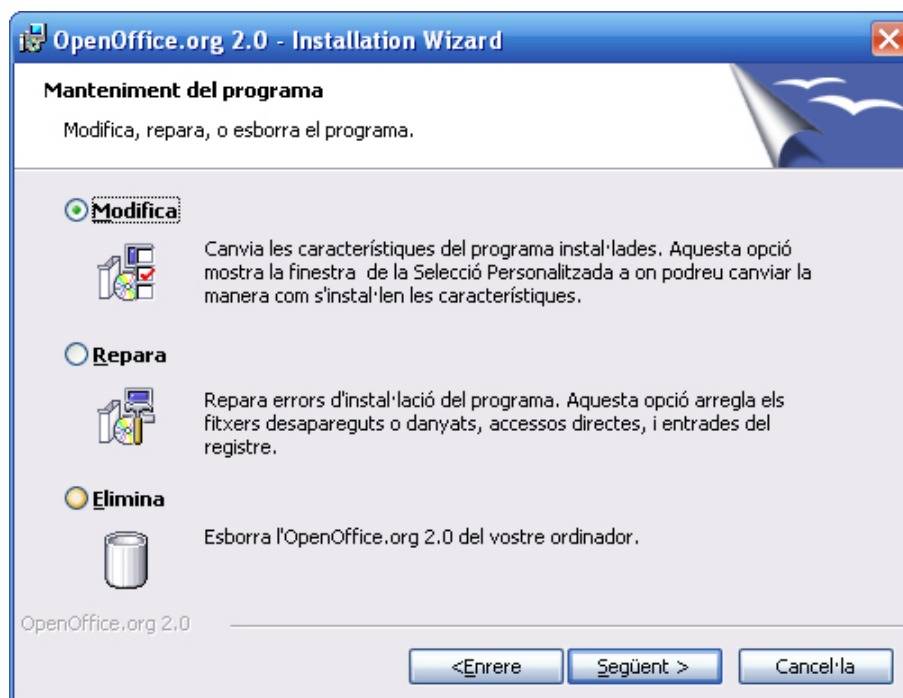 OpenOffice.org 2.0 - Installation Wizard
Manteniment del programa
Modifica, repara, o esborra el programa.
Modifica
Canvia les característiques del programa instal·lades. Aquesta opció
mostra la finestra  de la Selecció Personalitzada a on podreu canviar la
manera com s'instal·len les característiques.
Repara
Repara errors d'instal·lació del programa. Aquesta opció arregla els
fitxers desapareguts o danyats, accessos directes, i entrades del
registre.
Elimina
Esborra l'OpenOffice.org 2.0 del vostre ordinador.
OpenOffice.org 2.0
<Enrere
Següent >
Cancel·la